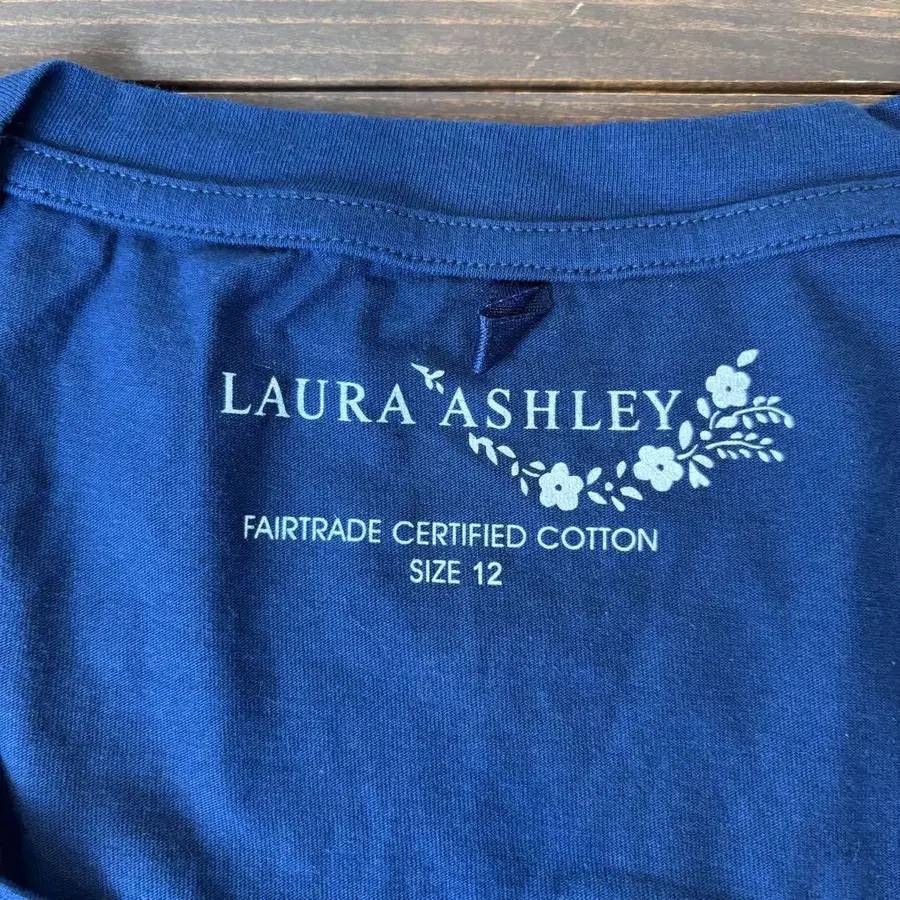 LAURA ASHLEY
FAIRTRADE CERTIFIED COTTON
SIZE 12